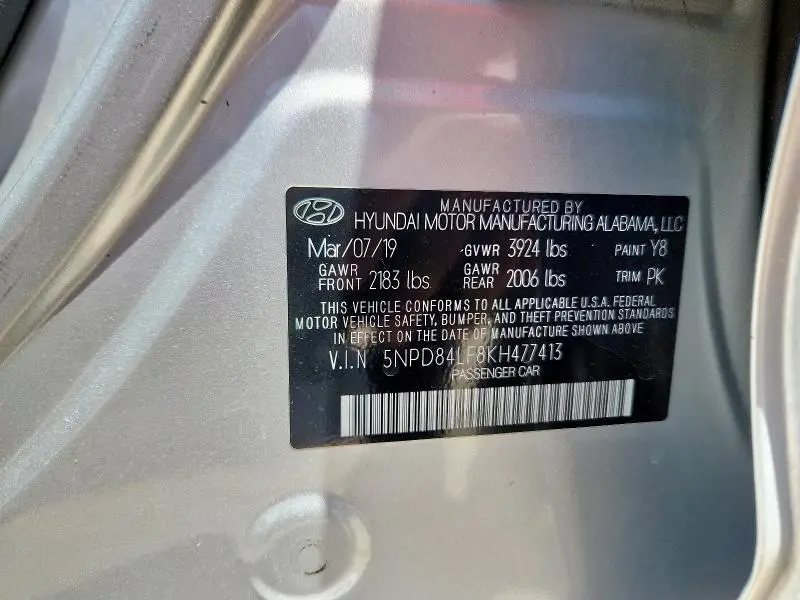 MANUFACTURED BY
HYUNDAI MOTOR MANUFACTURING ALABAMA, LLC
Mar/07/19 GVWR 3924 lbs PAINT Y8
GAWR FRONT 2183 lbs GAWR REAR 2006 lbs TRIM PK
THIS VEHICLE CONFORMS TO ALL APPLICABLE U.S.A. FEDERAL
MOTOR VEHICLE SAFETY, BUMPER, AND THEFT PREVENTION STANDARDS
IN EFFECT ON THE DATE OF MANUFACTURE SHOWN ABOVE
V.I.N 5NPD84LF8KH477413
PASSENGER CAR